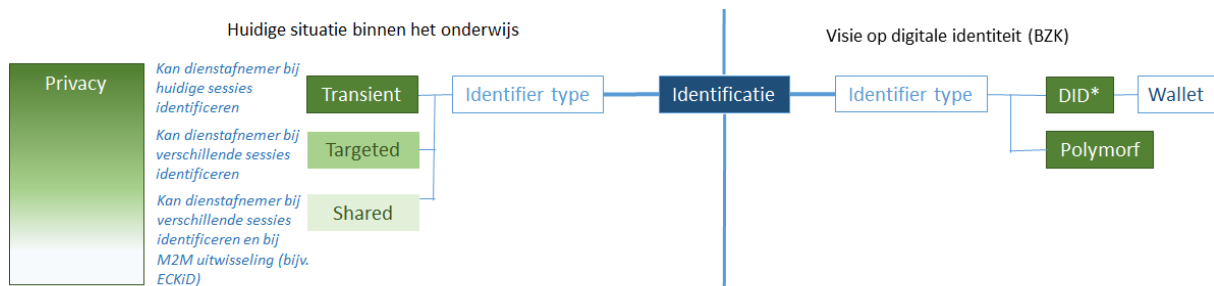 Huidige situatie binnen het onderwijs
Visie op digitale identiteit (BZK)
Privacy
Kan dienstafnemer bij
huidige sessies
identificeren
Transient
Identifier type
Identificatie
Identifier type
DID*
Wallet
Kan dienstafnemer bij
verschillende sessies
identificeren
Targeted
Polymorf
Kan dienstafnemer bij
verschillende sessies
identificeren en bij
M2M uitwisseling (bijv.
ECKiD)
Shared